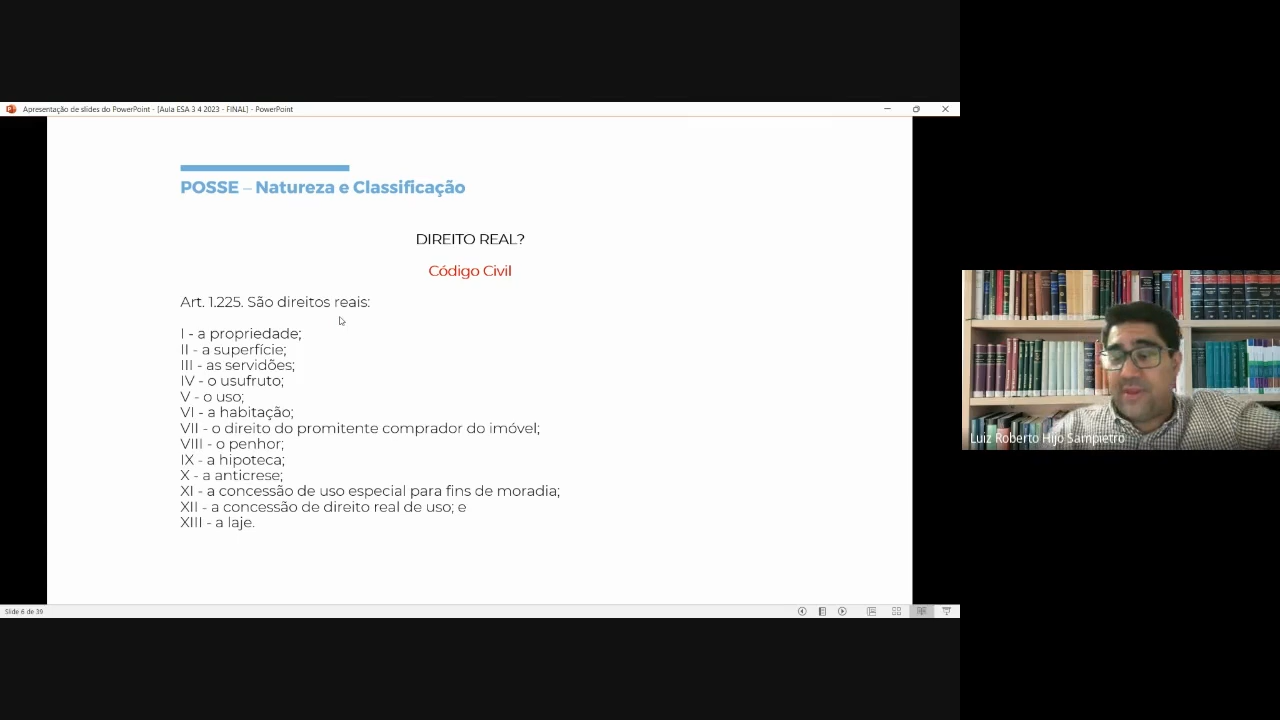 Apresentação de slides do PowerPoint - [Aula ESA 3 4 2023 - FINAL] - PowerPoint
POSSE – Natureza e Classificação
DIREITO REAL?
Código Civil
Art. 1.225. São direitos reais:
I - a propriedade;
II - a superfície;
III - as servidões;
IV - o usufruto;
V - o uso;
VI - a habitação;
VII - o direito do promitente comprador do imóvel;
VIII - o penhor;
IX - a hipoteca;
X - a anticrese;
XI - a concessão de uso especial para fins de moradia;
XII - a concessão de direito real de uso; e
XIII - a laje.
Slide 6 de 39
Luiz Roberto Hijo Sampietro